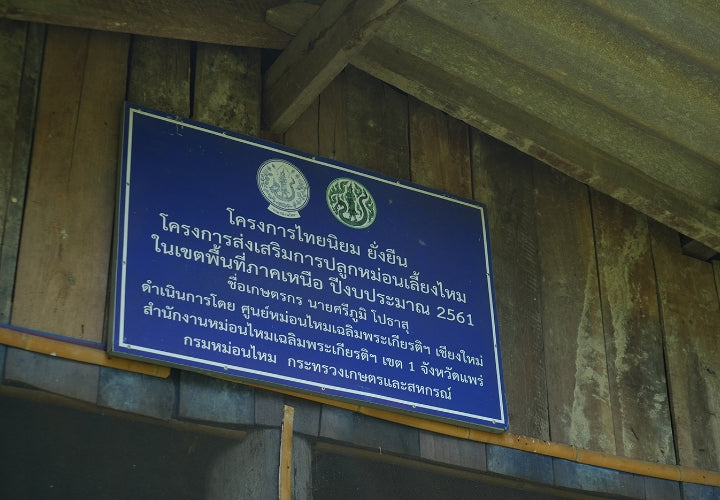 โครงการไทยนิยม ยั่งยืน
โครงการส่งเสริมการปลูกหม่อนเลี้ยงไหม
ในเขตพื้นที่ภาคเหนือ ปีงบประมาณ 2561
ชื่อเกษตรกร นายศรีภูมิ โปธาสุ
ดำเนินการโดย ศูนย์หม่อนไหมเฉลิมพระเกียรติฯ เชียงใหม่
สำนักงานหม่อนไหมเฉลิมพระเกียรติฯ เขต 1 จังหวัดแพร่
กรมหม่อนไหม กระทรวงเกษตรและสหกรณ์